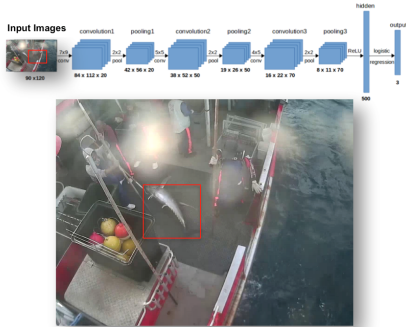 hidden
output
convolution1
pooling1
convolution2
pooling2
convolution3
pooling3
Input Images
7x9
conv
2x2
pool
5x5
conv
2x2
pool
4x5
conv
2x2
pool
ReLU
logistic
regression
90 x120
84 x 112 x 20
42 x 56 x 20
38 x 52 x 50
19 x 26 x 50
16 x 22 x 70
8 x 11 x 70
3
500